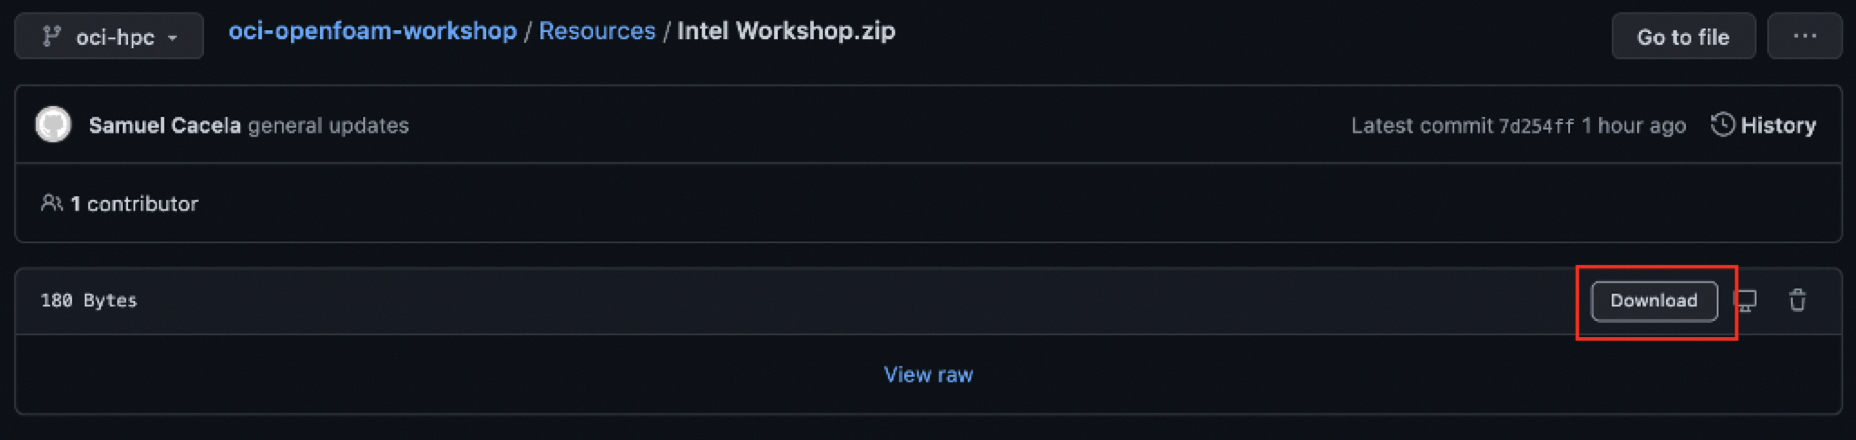 oci-hpc
oci-openfoam-workshop / Resources / Intel Workshop.zip
Go to file
...
Samuel Cacela general updates
Latest commit 7d254ff 1 hour ago
History
1 contributor
180 Bytes
Download
View raw